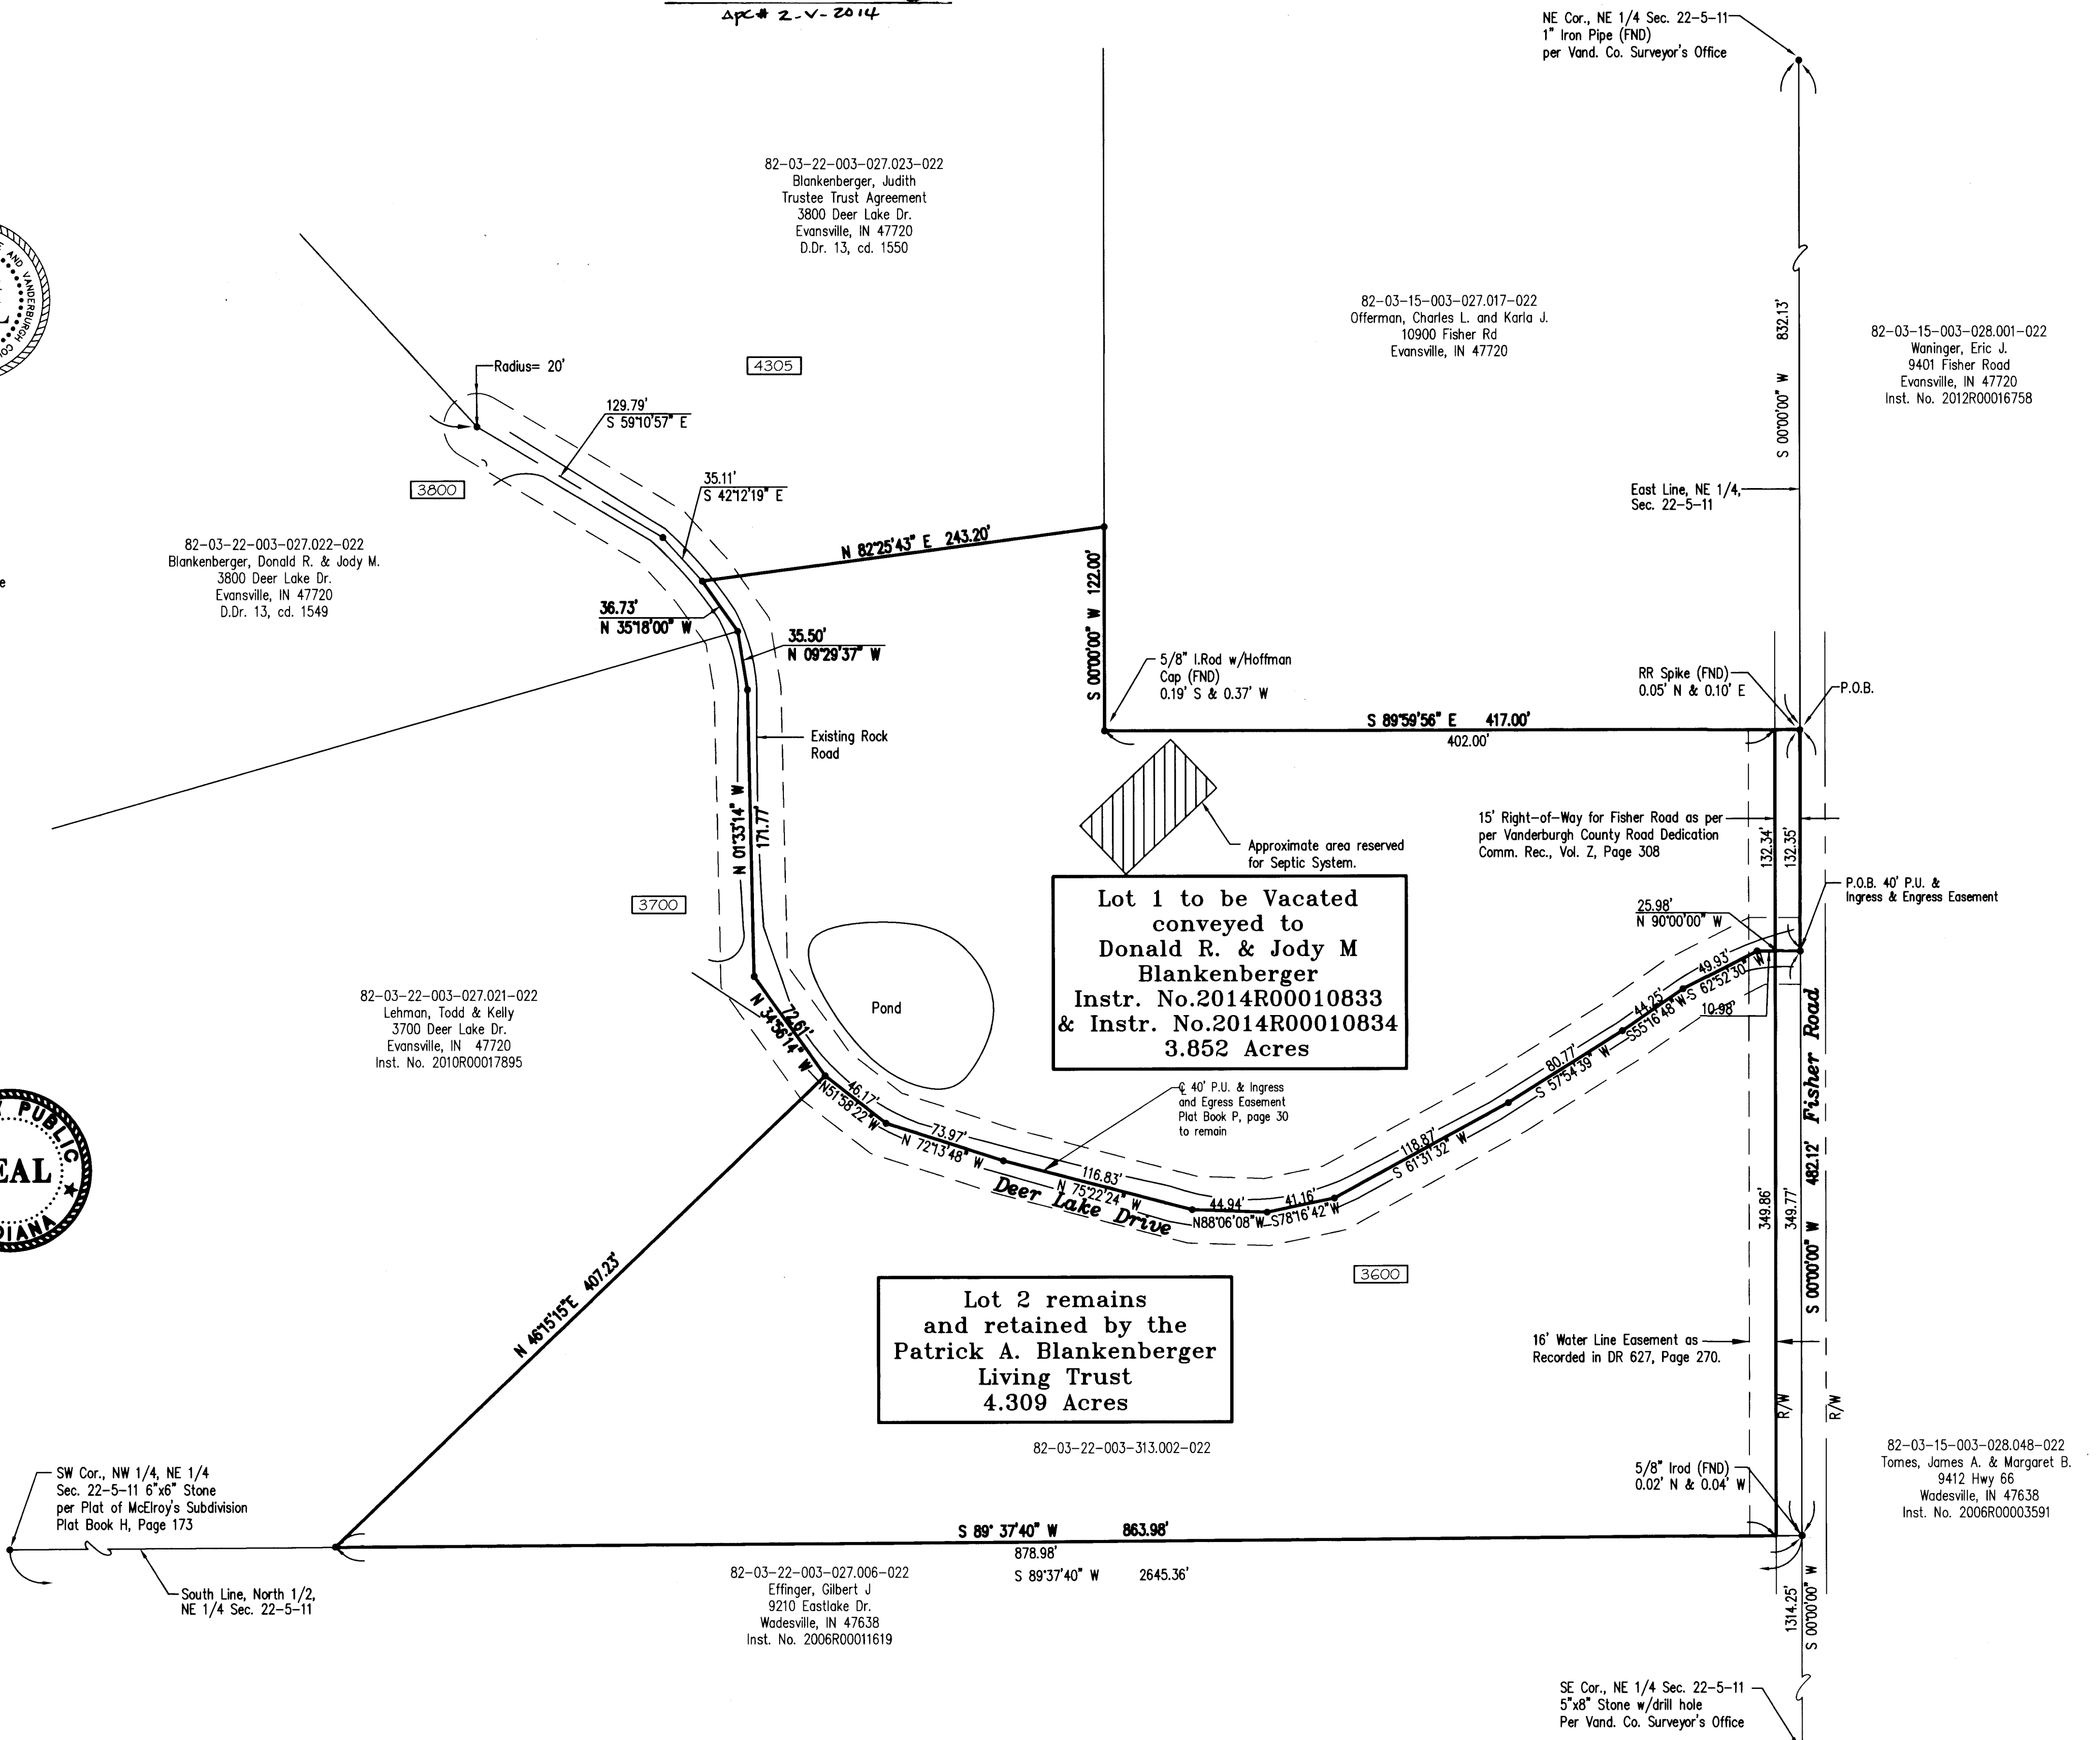 Apc# 2-V-2014
NE Cor., NE 1/4 Sec. 22-5-11
1" Iron Pipe (FND)
per Vand. Co. Surveyor's Office
82-03-22-003-027.023-022
Blankenberger, Judith
Trustee Trust Agreement
3800 Deer Lake Dr.
Evansville, IN 47720
D.Dr. 13, cd. 1550
AND VANDERBURGH
82-03-15-003-027.017-022
Offerman, Charles L. and Karla J.
10900 Fisher Rd
Evansville, IN 47720
S 00°00'00" W 832.13'
82-03-15-003-028.001-022
Waninger, Eric J.
9401 Fisher Road
Evansville, IN 47720
Inst. No. 2012R00016758
Radius= 20'
4305
129.79'
S 59°10'57" E
3800
35.11'
S 42°12'19" E
East Line, NE 1/4,
Sec. 22-5-11
82-03-22-003-027.022-022
Blankenberger, Donald R. & Jody M.
3800 Deer Lake Dr.
Evansville, IN 47720
D.Dr. 13, cd. 1549
N 82°25'43" E 243.20'
S 00°00'00" W 122.00'
36.73'
N 35°18'00" W
35.50'
N 09°29'37" W
5/8" I.Rod w/Hoffman
Cap (FND)
0.19' S & 0.37' W
RR Spike (FND)
0.05' N & 0.10' E
P.O.B.
S 89°59'56" E 417.00'
402.00'
Existing Rock
Road
N 01°33'14" W
171.77'
Approximate area reserved
for Septic System.
15' Right-of-Way for Fisher Road as per
per Vanderburgh County Road Dedication
Comm. Rec., Vol. Z, Page 308
132.34'
132.35'
P.O.B. 40' P.U. &
Ingress & Engress Easement
3700
Lot 1 to be Vacated
conveyed to
Donald R. & Jody M
Blankenberger
Instr. No.2014R00010833
& Instr. No.2014R00010834
3.852 Acres
25.98'
N 90°00'00" W
49.93'
S 62°52'30" W
10.98'
44.25'
S55°16'48"W
80.77'
S 57°54'39" W
118.87'
S 61°31'32" W
41.16'
S78°16'42"W
44.94'
N88°06'08"W
116.83'
N 75°22'24" W
73.97'
N 72°13'48" W
46.17'
N51°58'22"W
72.61'
N 34°56'14" W
Pond
82-03-22-003-027.021-022
Lehman, Todd & Kelly
3700 Deer Lake Dr.
Evansville, IN 47720
Inst. No. 2010R00017895
℄ 40' P.U. & Ingress
and Egress Easement
Plat Book P, page 30
to remain
Deer Lake Drive
Fisher Road
S 00°00'00" W 482.12'
349.86'
349.77'
PUBLIC
EAL
DIANA
N 46°15'15"E 407.23'
3600
Lot 2 remains
and retained by the
Patrick A. Blankenberger
Living Trust
4.309 Acres
82-03-22-003-313.002-022
16' Water Line Easement as
Recorded in DR 627, Page 270.
R/W
R/W
5/8" Irod (FND)
0.02' N & 0.04' W
82-03-15-003-028.048-022
Tomes, James A. & Margaret B.
9412 Hwy 66
Wadesville, IN 47638
Inst. No. 2006R00003591
SW Cor., NW 1/4, NE 1/4
Sec. 22-5-11 6"x6" Stone
per Plat of McElroy's Subdivision
Plat Book H, Page 173
S 89° 37'40" W 863.98'
878.98'
S 89°37'40" W 2645.36'
South Line, North 1/2,
NE 1/4 Sec. 22-5-11
82-03-22-003-027.006-022
Effinger, Gilbert J
9210 Eastlake Dr.
Wadesville, IN 47638
Inst. No. 2006R00011619
1314.25'
S 00°00'00" W
SE Cor., NE 1/4 Sec. 22-5-11
5"x8" Stone w/drill hole
Per Vand. Co. Surveyor's Office